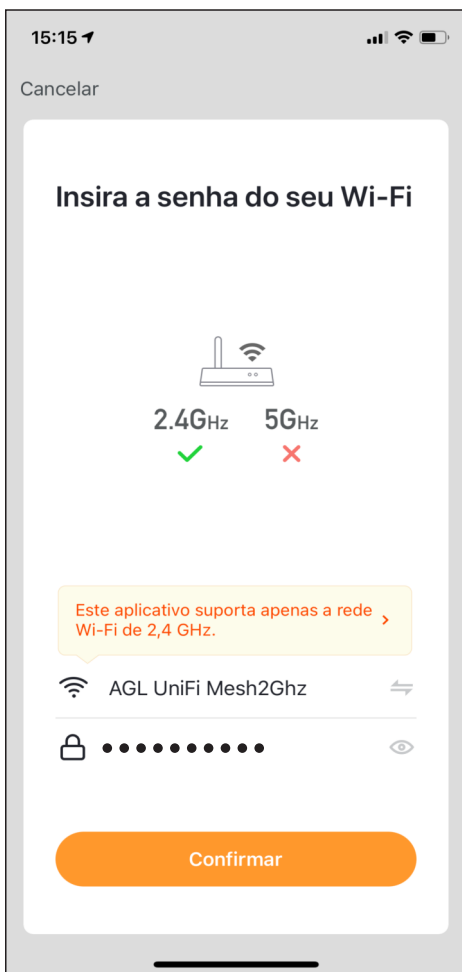 15:15
Cancelar
Insira a senha do seu Wi-Fi
2.4GHz 5GHz
Este aplicativo suporta apenas a rede
Wi-Fi de 2,4 GHz.
AGL UniFi Mesh2Ghz
●●●●●●●●●●
Confirmar